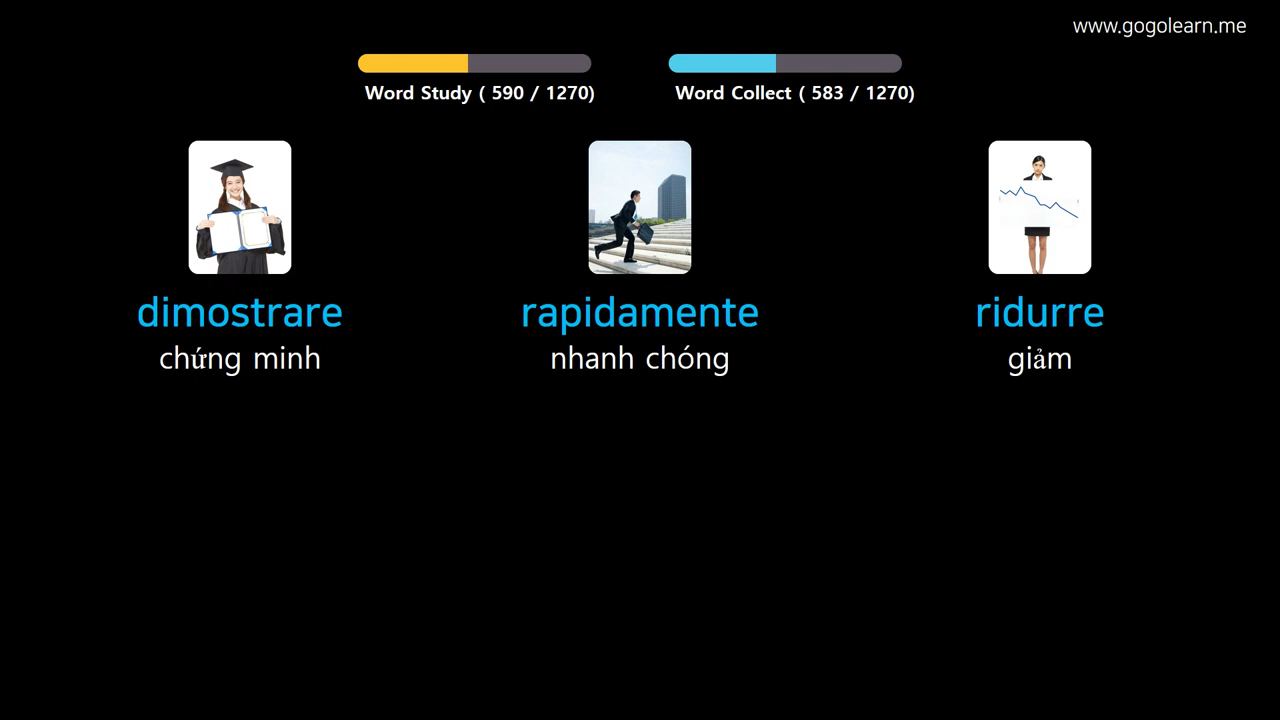 www.gogolearn.me
Word Study ( 590 / 1270)
Word Collect ( 583 / 1270)
dimostrare
chứng minh
rapidamente
nhanh chóng
ridurre
giảm